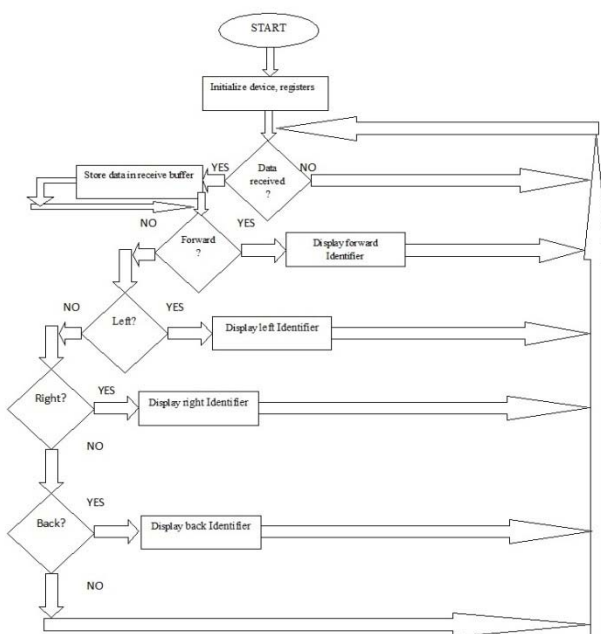 START
Initialize device, registers
YES
Data
received
?
NO
Store data in receive buffer
NO
Forward
?
YES
Display forward
Identifier
NO
Left?
YES
Display left Identifier
Right?
YES
Display right Identifier
NO
Back?
YES
Display back Identifier
NO